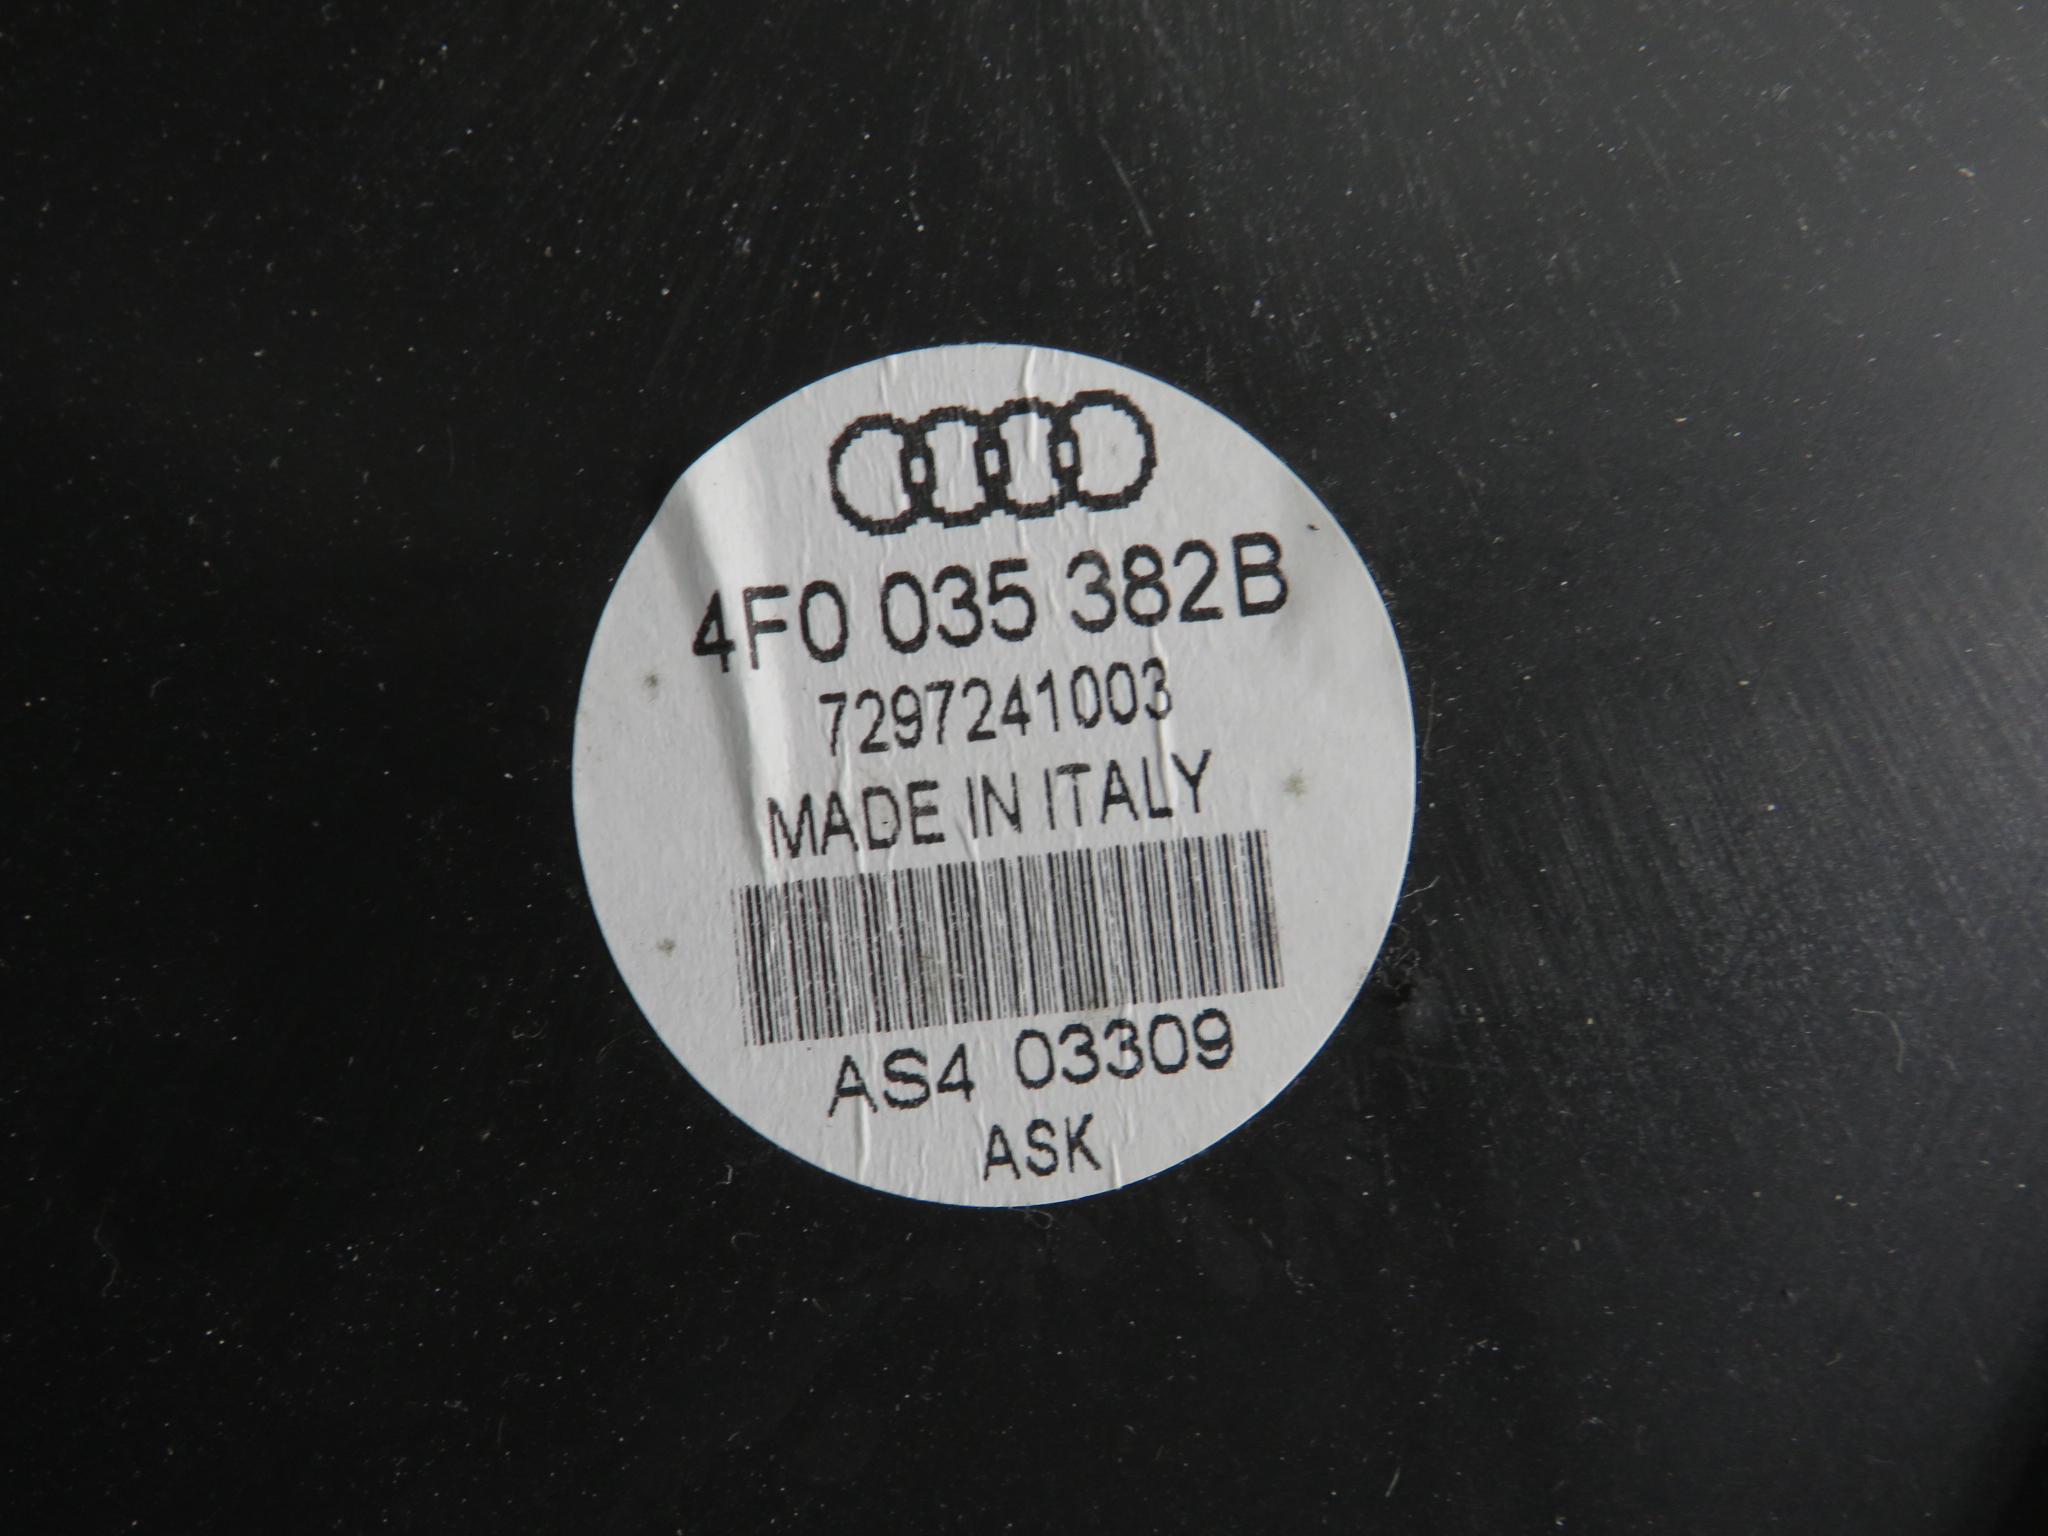 4F0 035 382B
7297241003
MADE IN ITALY
AS4 03309
ASK